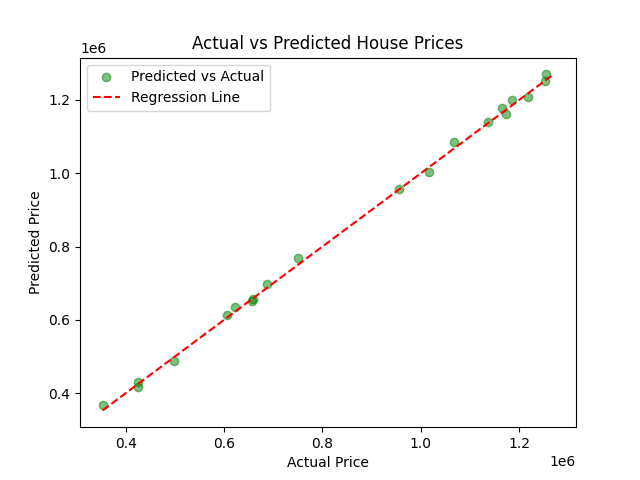 Actual vs Predicted House Prices
1e6
Predicted vs Actual
Regression Line
Predicted Price
1.2
1.0
0.8
0.6
0.4
0.4 0.6 0.8 1.0 1.2
1e6
Actual Price